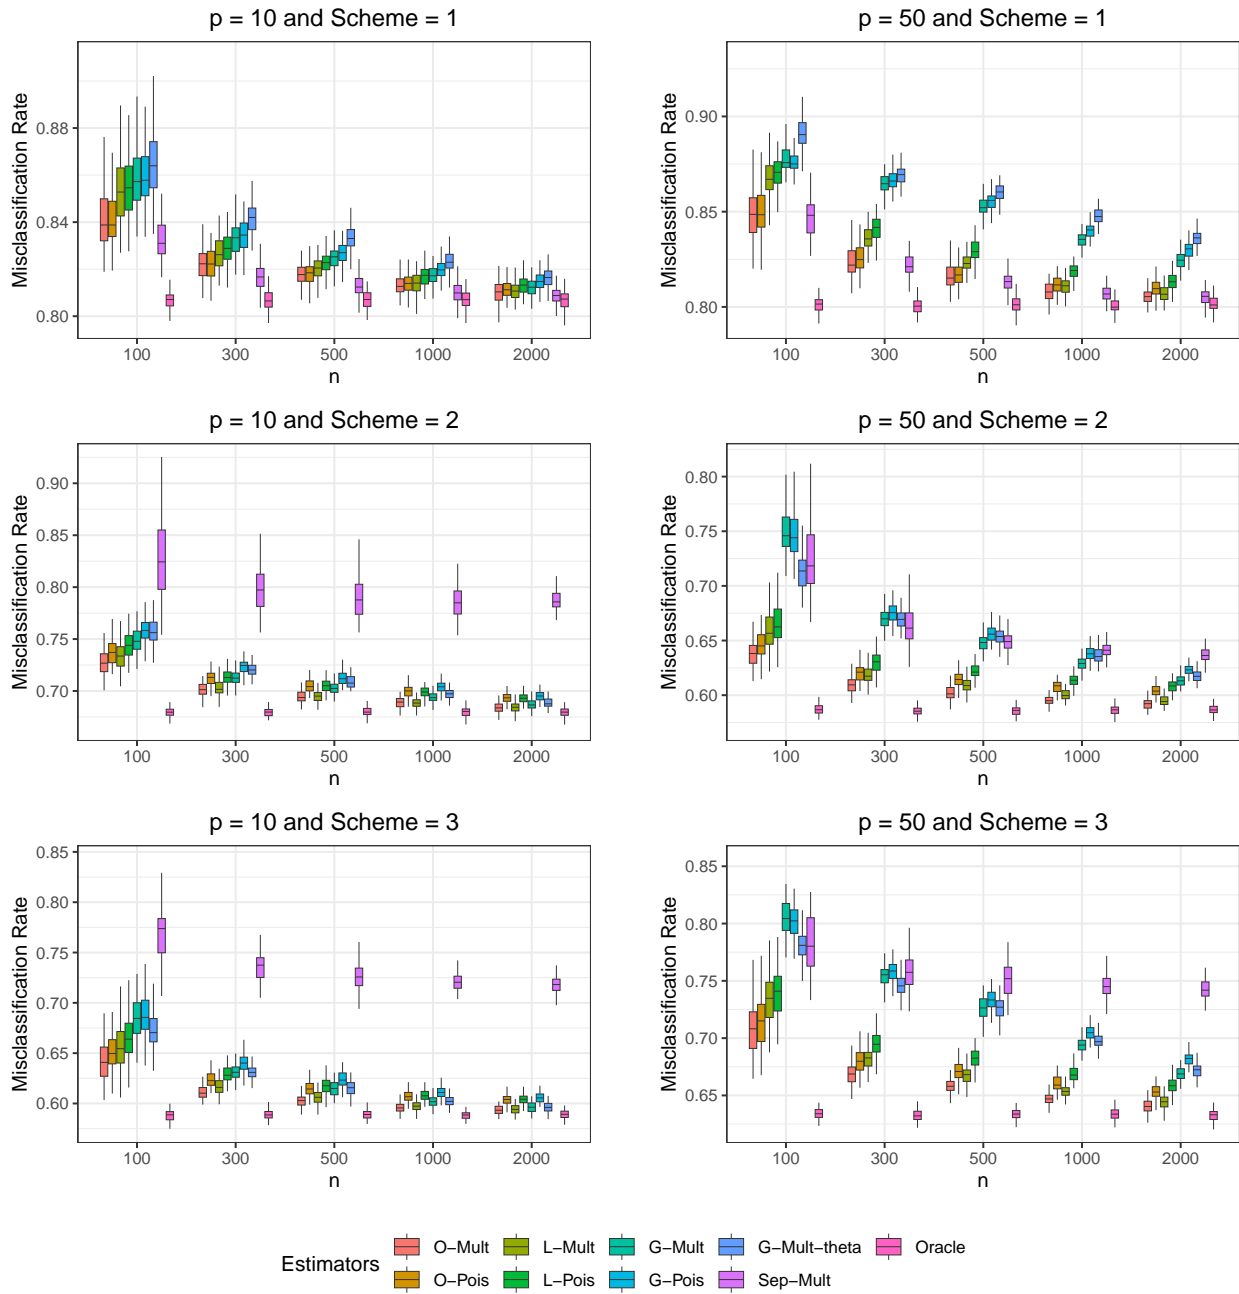 p = 10 and Scheme = 1
Misclassification Rate
0.88
0.84
0.80
100 300 500 1000 2000
n
p = 50 and Scheme = 1
Misclassification Rate
0.90
0.85
0.80
100 300 500 1000 2000
n
p = 10 and Scheme = 2
Misclassification Rate
0.90
0.85
0.80
0.75
0.70
100 300 500 1000 2000
n
p = 50 and Scheme = 2
Misclassification Rate
0.80
0.75
0.70
0.65
0.60
100 300 500 1000 2000
n
p = 10 and Scheme = 3
Misclassification Rate
0.85
0.80
0.75
0.70
0.65
0.60
100 300 500 1000 2000
n
p = 50 and Scheme = 3
Misclassification Rate
0.85
0.80
0.75
0.70
0.65
100 300 500 1000 2000
n
Estimators
O−Mult L−Mult G−Mult G−Mult−theta Oracle
O−Pois L−Pois G−Pois Sep−Mult